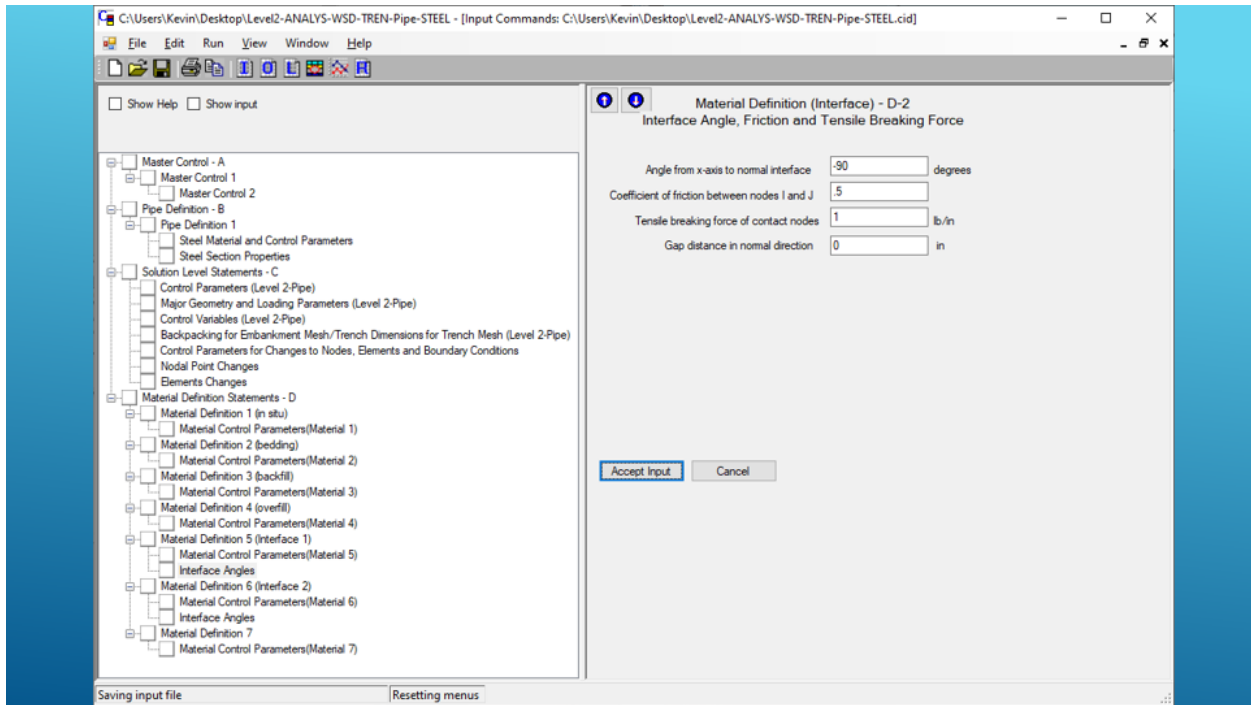 C:\Users\Kevin\Desktop\Level2-ANALYS-WSD-TREN-Pipe-STEEL - [Input Commands: C:\Users\Kevin\Desktop\Level2-ANALYS-WSD-TREN-Pipe-STEEL.cid]
File Edit Run View Window Help
Show Help Show input
Master Control - A
Master Control 1
Master Control 2
Pipe Definition - B
Pipe Definition 1
Steel Material and Control Parameters
Steel Section Properties
Solution Level Statements - C
Control Parameters (Level 2-Pipe)
Major Geometry and Loading Parameters (Level 2-Pipe)
Control Variables (Level 2-Pipe)
Backpacking for Embankment Mesh/Trench Dimensions for Trench Mesh (Level 2-Pipe)
Control Parameters for Changes to Nodes, Elements and Boundary Conditions
Nodal Point Changes
Elements Changes
Material Definition Statements - D
Material Definition 1 (in situ)
Material Control Parameters(Material 1)
Material Definition 2 (bedding)
Material Control Parameters(Material 2)
Material Definition 3 (backfill)
Material Control Parameters(Material 3)
Material Definition 4 (overfill)
Material Control Parameters(Material 4)
Material Definition 5 (Interface 1)
Material Control Parameters(Material 5)
Interface Angles
Material Definition 6 (Interface 2)
Material Control Parameters(Material 6)
Interface Angles
Material Definition 7
Material Control Parameters(Material 7)
Material Definition (Interface) - D-2
Interface Angle, Friction and Tensile Breaking Force
Angle from x-axis to normal interface -90 degrees
Coefficient of friction between nodes I and J .5
Tensile breaking force of contact nodes 1 lb/in
Gap distance in normal direction 0 in
Accept Input Cancel
Saving input file Resetting menus